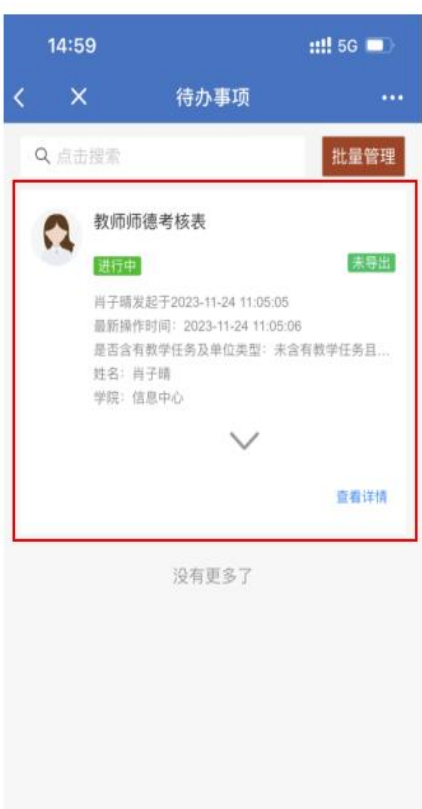 14:59
5G
待办事项
点击搜索
批量管理
教师师德考核表
进行中
未导出
肖子晴发起于2023-11-24 11:05:05
最新操作时间：2023-11-24 11:05:06
是否含有教学任务及单位类型：未含有教学任务且...
姓名：肖子晴
学院：信息中心
查看详情
没有更多了